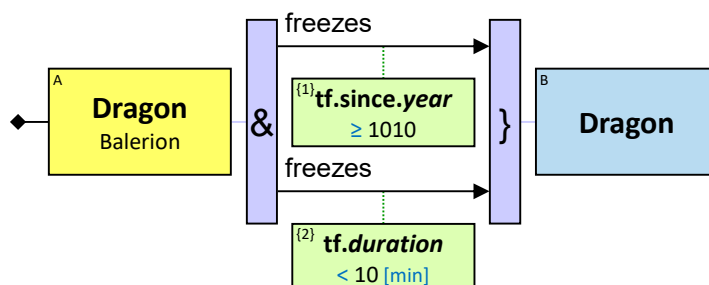 freezes
A
Dragon
Balerion
&
{1} tf.since.year
≥ 1010
}
B
Dragon
freezes
{2} tf.duration
< 10 [min]